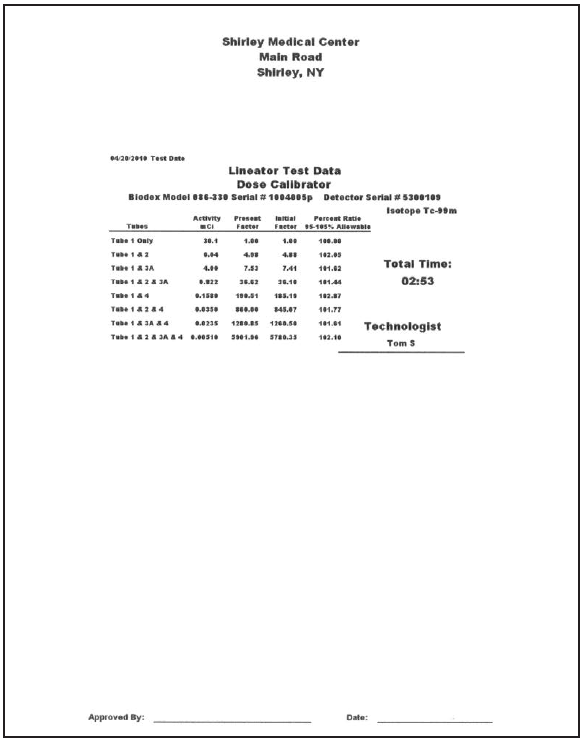 Shirley Medical Center
Main Road
Shirley, NY
04/20/2010 Test Date
Lineator Test Data
Dose Calibrator
Biodex Model 086-330 Serial # 1004005p Detector Serial # 5300109
Isotope Tc-99m
Activity Present Initial Percent Ratio
Tubes mCi Factor Factor 95-105% Allowable
Tube 1 Only 30.1 1.00 1.00 100.00
Tube 1 & 2 6.04 4.98 4.88 102.05
Tube 1 & 3A 4.00 7.53 7.41 101.62
Tube 1 & 2 & 3A 0.822 36.62 36.10 101.44
Tube 1 & 4 0.1580 190.51 185.19 102.87
Tube 1 & 2 & 4 0.0350 860.00 845.07 101.77
Tube 1 & 3A & 4 0.0235 1280.85 1260.50 101.61
Tube 1 & 2 & 3A & 4 0.00510 5901.96 5780.35 102.10
Total Time:
02:53
Technologist
Tom S
Approved By: Date: